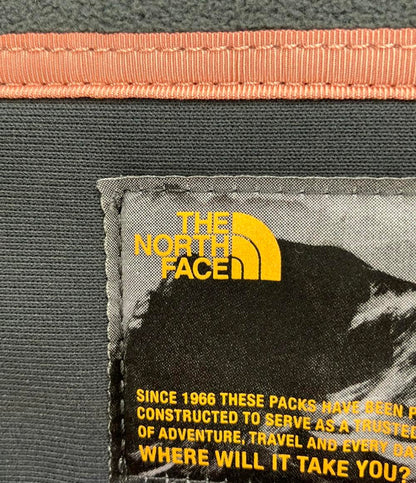 THE
NORTH
FACE
SINCE 1966 THESE PACKS HAVE BEEN
CONSTRUCTED TO SERVE AS A TRUSTED
OF ADVENTURE, TRAVEL AND EVERY
WHERE WILL IT TAKE YOU?